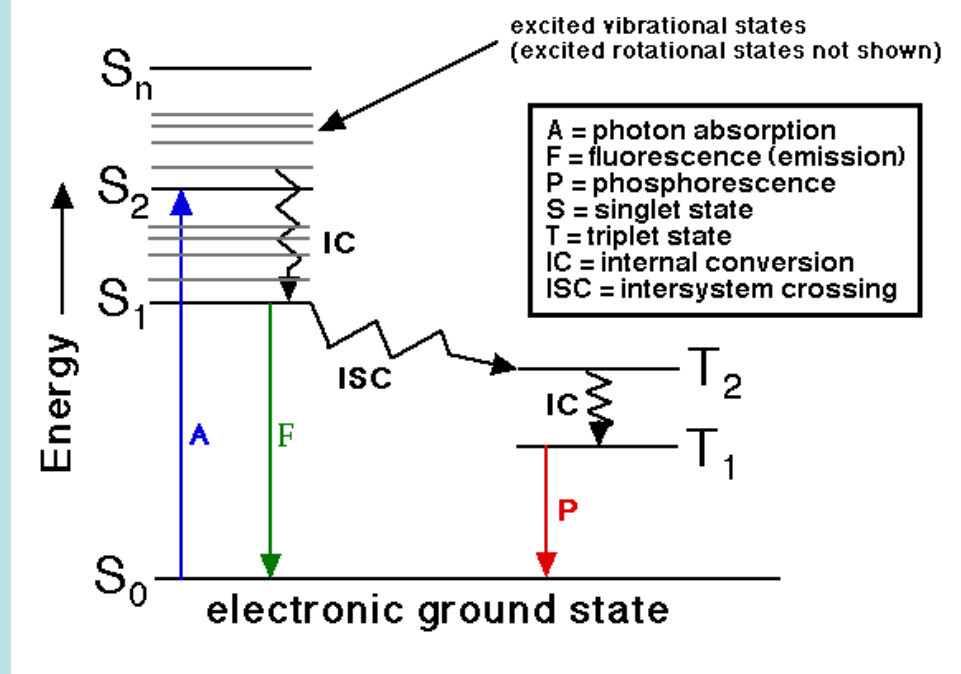 excited vibrational states
(excited rotational states not shown)
Sn
A = photon absorption
F = fluorescence (emission)
P = phosphorescence
S = singlet state
T = triplet state
IC = internal conversion
ISC = intersystem crossing
S2
IC
S1
ISC
T2
IC
Energy
A
F
T1
P
S0
electronic ground state